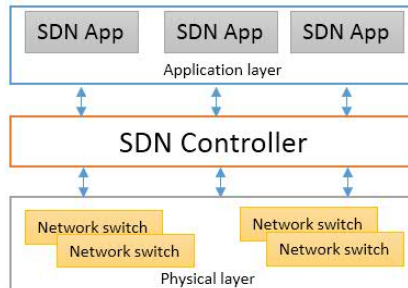 SDN App
SDN App
SDN App
Application layer
SDN Controller
Network switch
Network switch
Network switch
Network switch
Physical layer